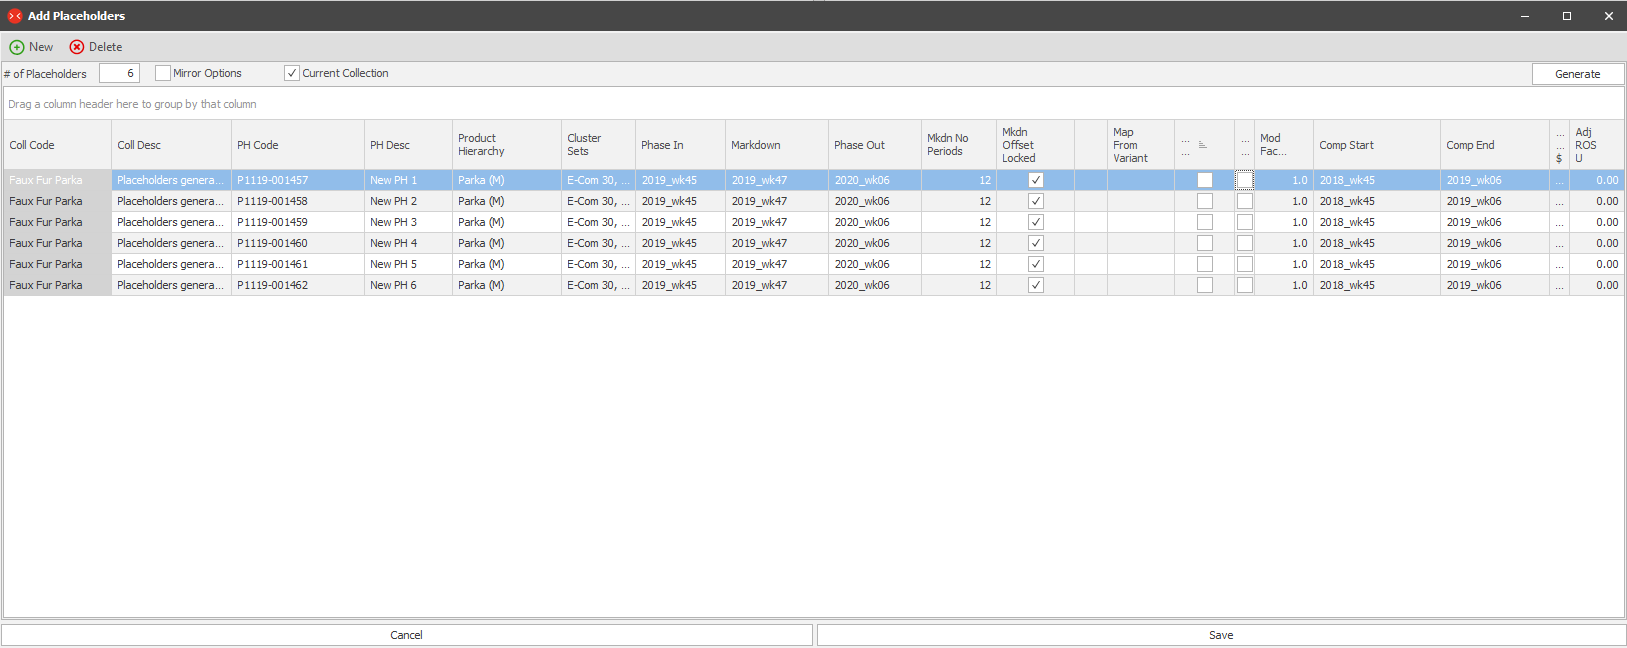 Add Placeholders
New Delete
# of Placeholders 6 Mirror Options Current Collection Generate
Drag a column header here to group by that column
Coll Code Coll Desc PH Code PH Desc Product Hierarchy Cluster Sets Phase In Markdown Phase Out Mkdn No Periods Mkdn Offset Locked Map From Variant ... ... ... ... Mod Fac... Comp Start Comp End ... ... $ Adj ROS U
Faux Fur Parka Placeholders genera... P1119-001457 New PH 1 Parka (M) E-Com 30, ... 2019_wk45 2019_wk47 2020_wk06 12 1.0 2018_wk45 2019_wk06 ... 0.00
Faux Fur Parka Placeholders genera... P1119-001458 New PH 2 Parka (M) E-Com 30, ... 2019_wk45 2019_wk47 2020_wk06 12 1.0 2018_wk45 2019_wk06 ... 0.00
Faux Fur Parka Placeholders genera... P1119-001459 New PH 3 Parka (M) E-Com 30, ... 2019_wk45 2019_wk47 2020_wk06 12 1.0 2018_wk45 2019_wk06 ... 0.00
Faux Fur Parka Placeholders genera... P1119-001460 New PH 4 Parka (M) E-Com 30, ... 2019_wk45 2019_wk47 2020_wk06 12 1.0 2018_wk45 2019_wk06 ... 0.00
Faux Fur Parka Placeholders genera... P1119-001461 New PH 5 Parka (M) E-Com 30, ... 2019_wk45 2019_wk47 2020_wk06 12 1.0 2018_wk45 2019_wk06 ... 0.00
Faux Fur Parka Placeholders genera... P1119-001462 New PH 6 Parka (M) E-Com 30, ... 2019_wk45 2019_wk47 2020_wk06 12 1.0 2018_wk45 2019_wk06 ... 0.00
Cancel Save